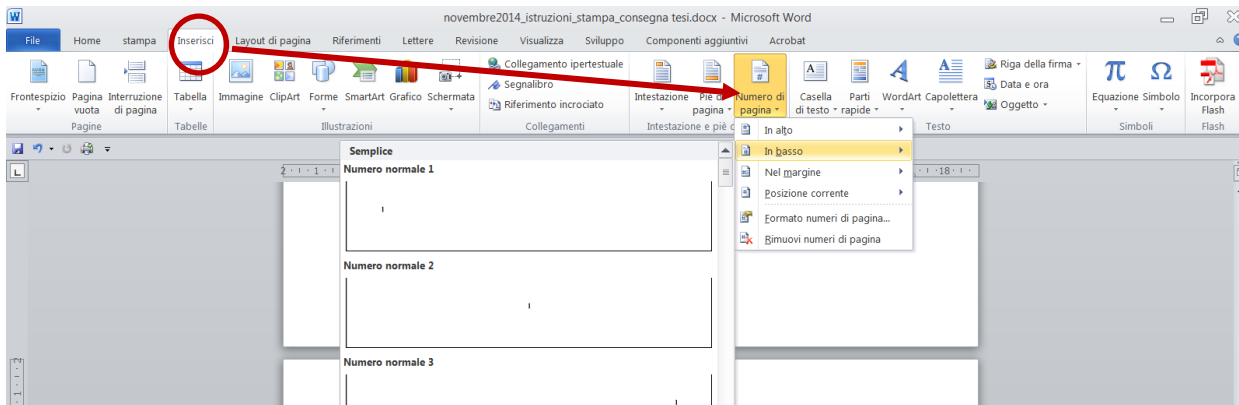 novembre2014_istruzioni_stampa_consegna tesi.docx - Microsoft Word
File Home stampa Inserisci Layout di pagina Riferimenti Lettere Revisione Visualizza Sviluppo Componenti aggiuntivi Acrobat
Frontespizio
Pagina vuota
Interruzione di pagina
Pagine
Tabella
Tabelle
Immagine
ClipArt
Forme
SmartArt
Grafico
Schermata
Illustrazioni
Collegamento ipertestuale
Segnalibro
Riferimento incrociato
Collegamenti
Intestazione
Piè di pagina
Numero di pagina
Intestazione e piè
Casella di testo
Parti rapide
WordArt
Capolettera
Riga della firma
Data e ora
Oggetto
Testo
Equazione
Simbolo
Simboli
Incorpora Flash
Flash
In alto
In basso
Nel margine
Posizione corrente
Formato numeri di pagina...
Rimuovi numeri di pagina
Semplice
Numero normale 1
Numero normale 2
Numero normale 3